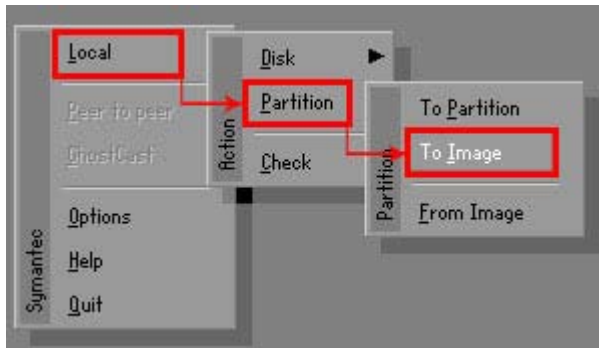 Local
Peer to peer
GhostCast
Options
Help
Quit
Symantec
Disk
Partition
Check
Action
To Partition
To Image
From Image
Partition